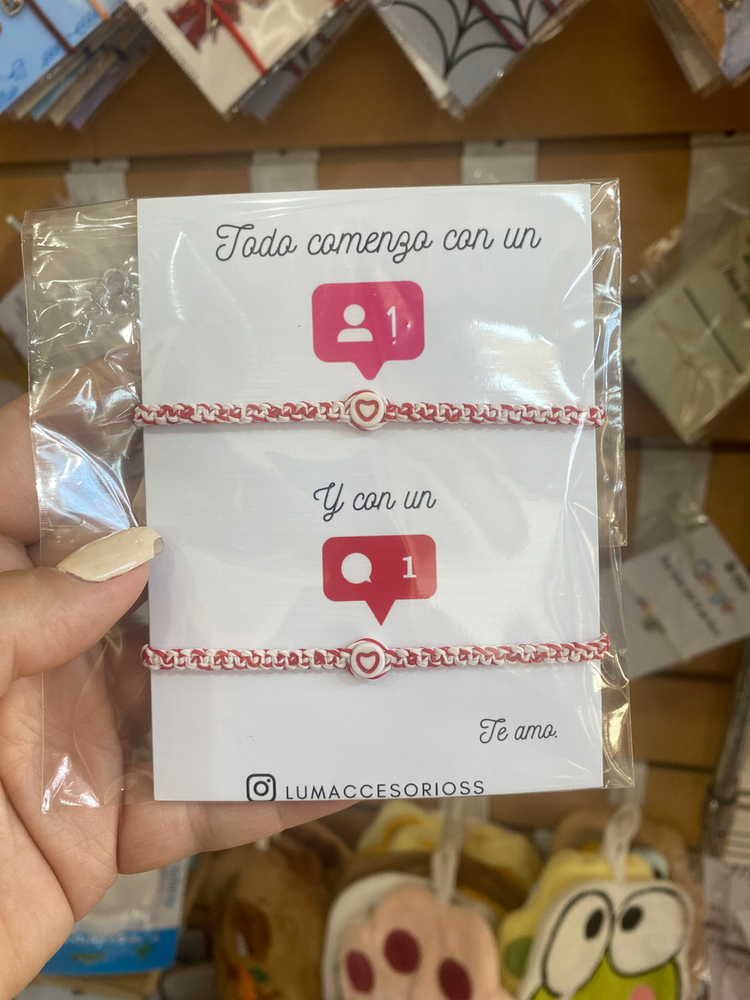 Todo comenzo con un
1
Y con un
1
Te amo.
LUMACCESORIOSS